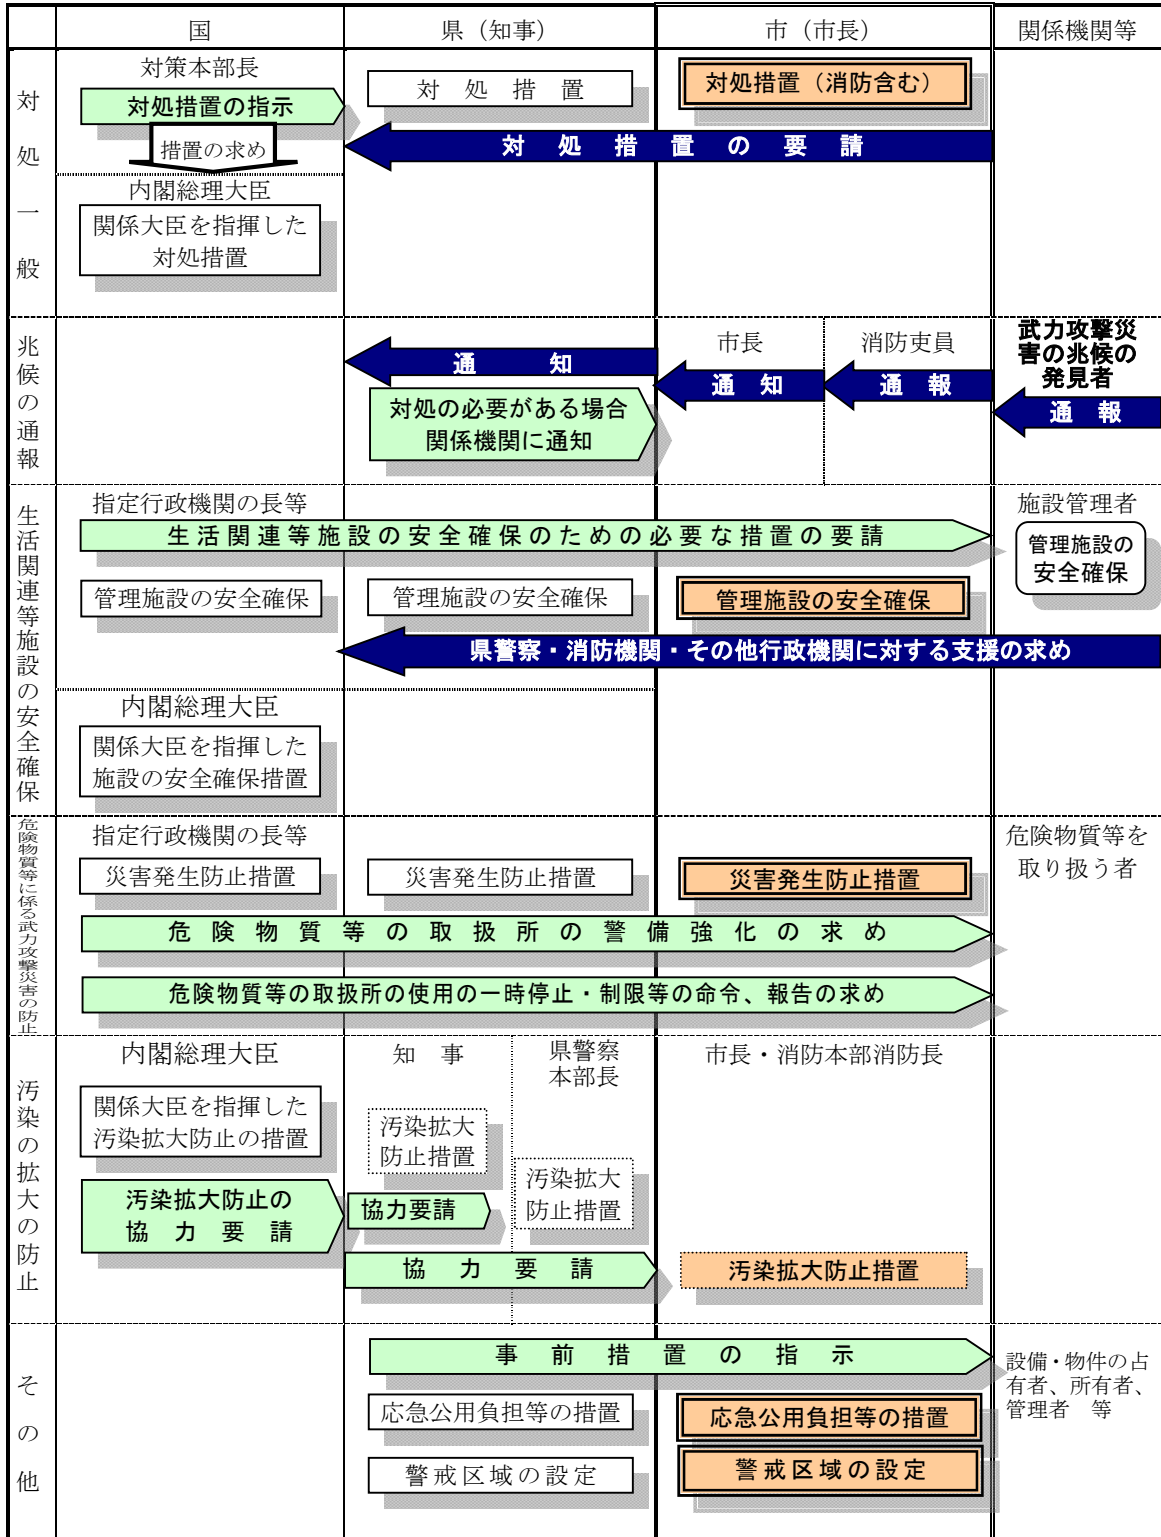 国
県（知事）
市（市長）
関係機関等
対処一般
対策本部長
対処措置の指示
措置の求め
対処措置
対処措置（消防含む）
対処措置の要請
内閣総理大臣
関係大臣を指揮した
対処措置
兆候の通報
通知
対処の必要がある場合
関係機関に通知
市長
通知
消防吏員
通報
武力攻撃災
害の兆候の
発見者
通報
生活関連等施設の安全確保
指定行政機関の長等
生活関連等施設の安全確保のための必要な措置の要請
施設管理者
管理施設の
安全確保
管理施設の安全確保
管理施設の安全確保
管理施設の安全確保
県警察・消防機関・その他行政機関に対する支援の求め
内閣総理大臣
関係大臣を指揮した
施設の安全確保措置
危険物質等に係る武力攻撃災害の防止
指定行政機関の長等
災害発生防止措置
災害発生防止措置
災害発生防止措置
危険物質等を
取り扱う者
危険物質等の取扱所の警備強化の求め
危険物質等の取扱所の使用の一時停止・制限等の命令、報告の求め
汚染の拡大の防止
内閣総理大臣
関係大臣を指揮した
汚染拡大防止の措置
汚染拡大防止の
協力要請
知　事
汚染拡大
防止措置
協力要請
県警察
本部長
汚染拡大
防止措置
協力要請
市長・消防本部消防長
汚染拡大防止措置
その他
事前措置の指示
設備・物件の占
有者、所有者、
管理者　等
応急公用負担等の措置
応急公用負担等の措置
警戒区域の設定
警戒区域の設定